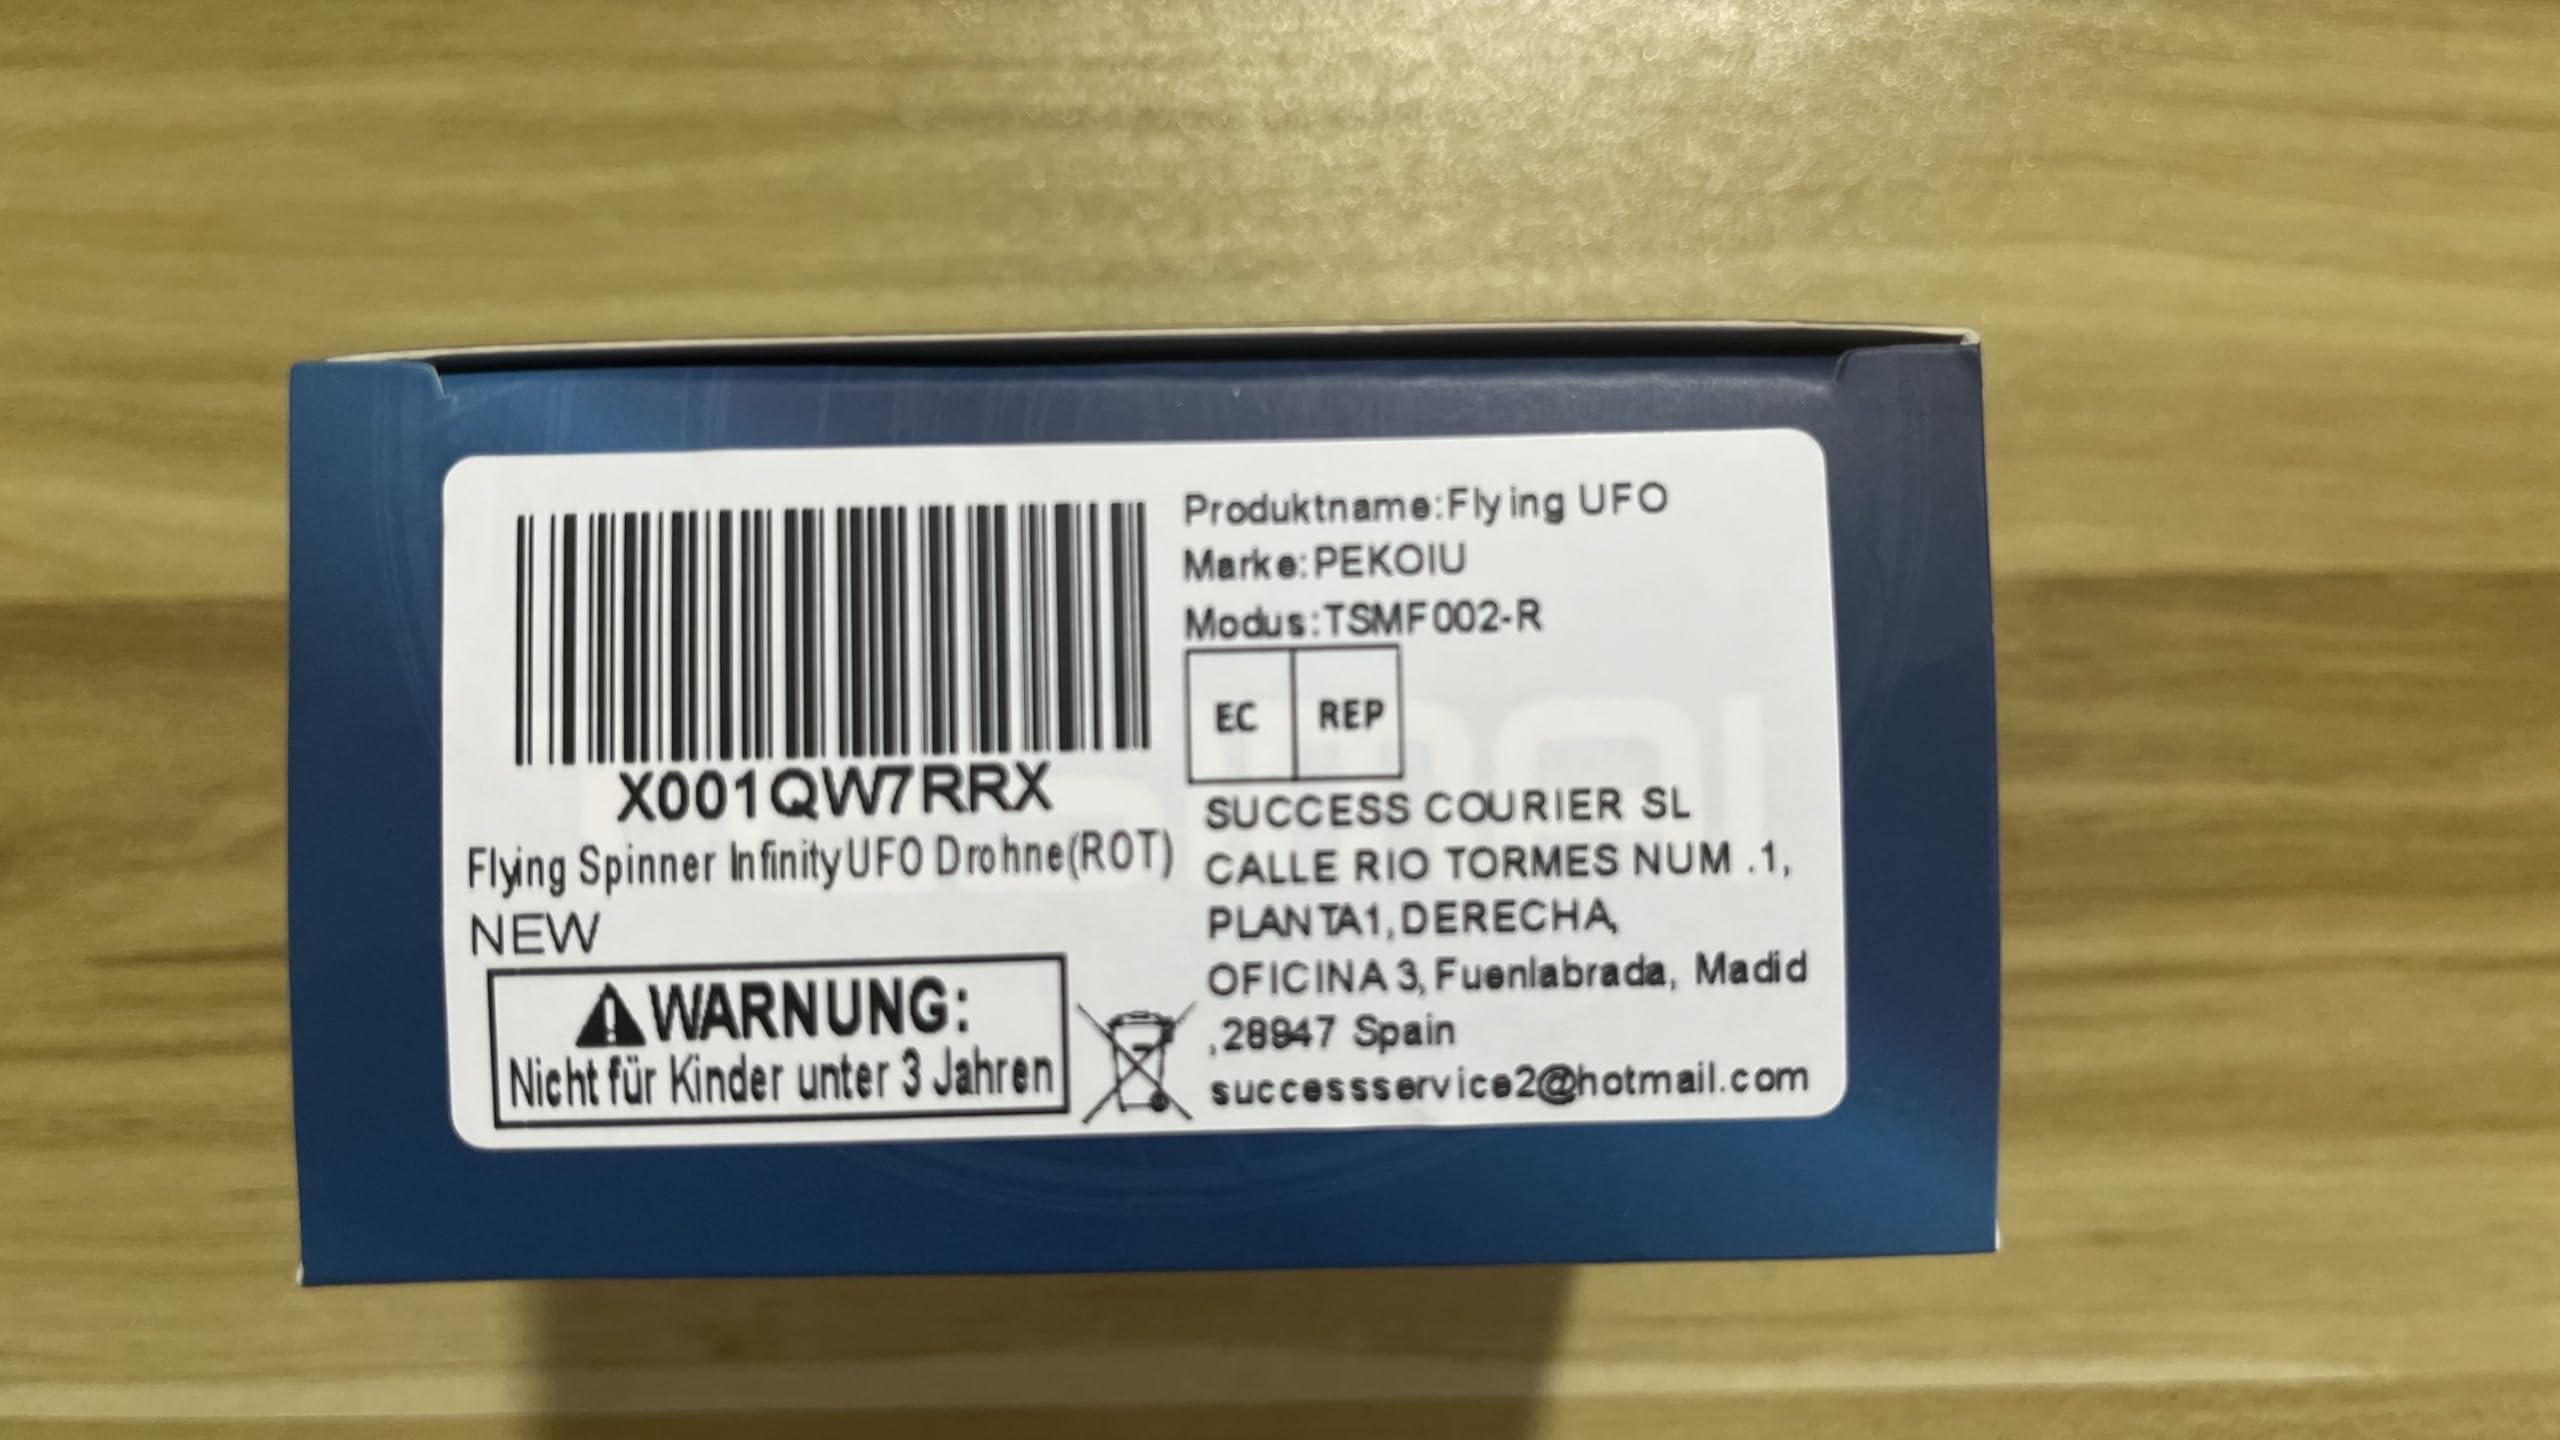 X001QW7RRX
Flying Spinner Infinity UFO Drohne(ROT)
NEW
WARNUNG:
Nicht für Kinder unter 3 Jahren
Produktname:Flying UFO
Marke:PEKOIU
Modus:TSMF002-R
EC REP
SUCCESS COURIER SL
CALLE RIO TORMES NUM .1,
PLANTA1,DERECHA,
OFICINA 3, Fuenlabrada, Madid
,28947 Spain
successservice2@hotmail.com